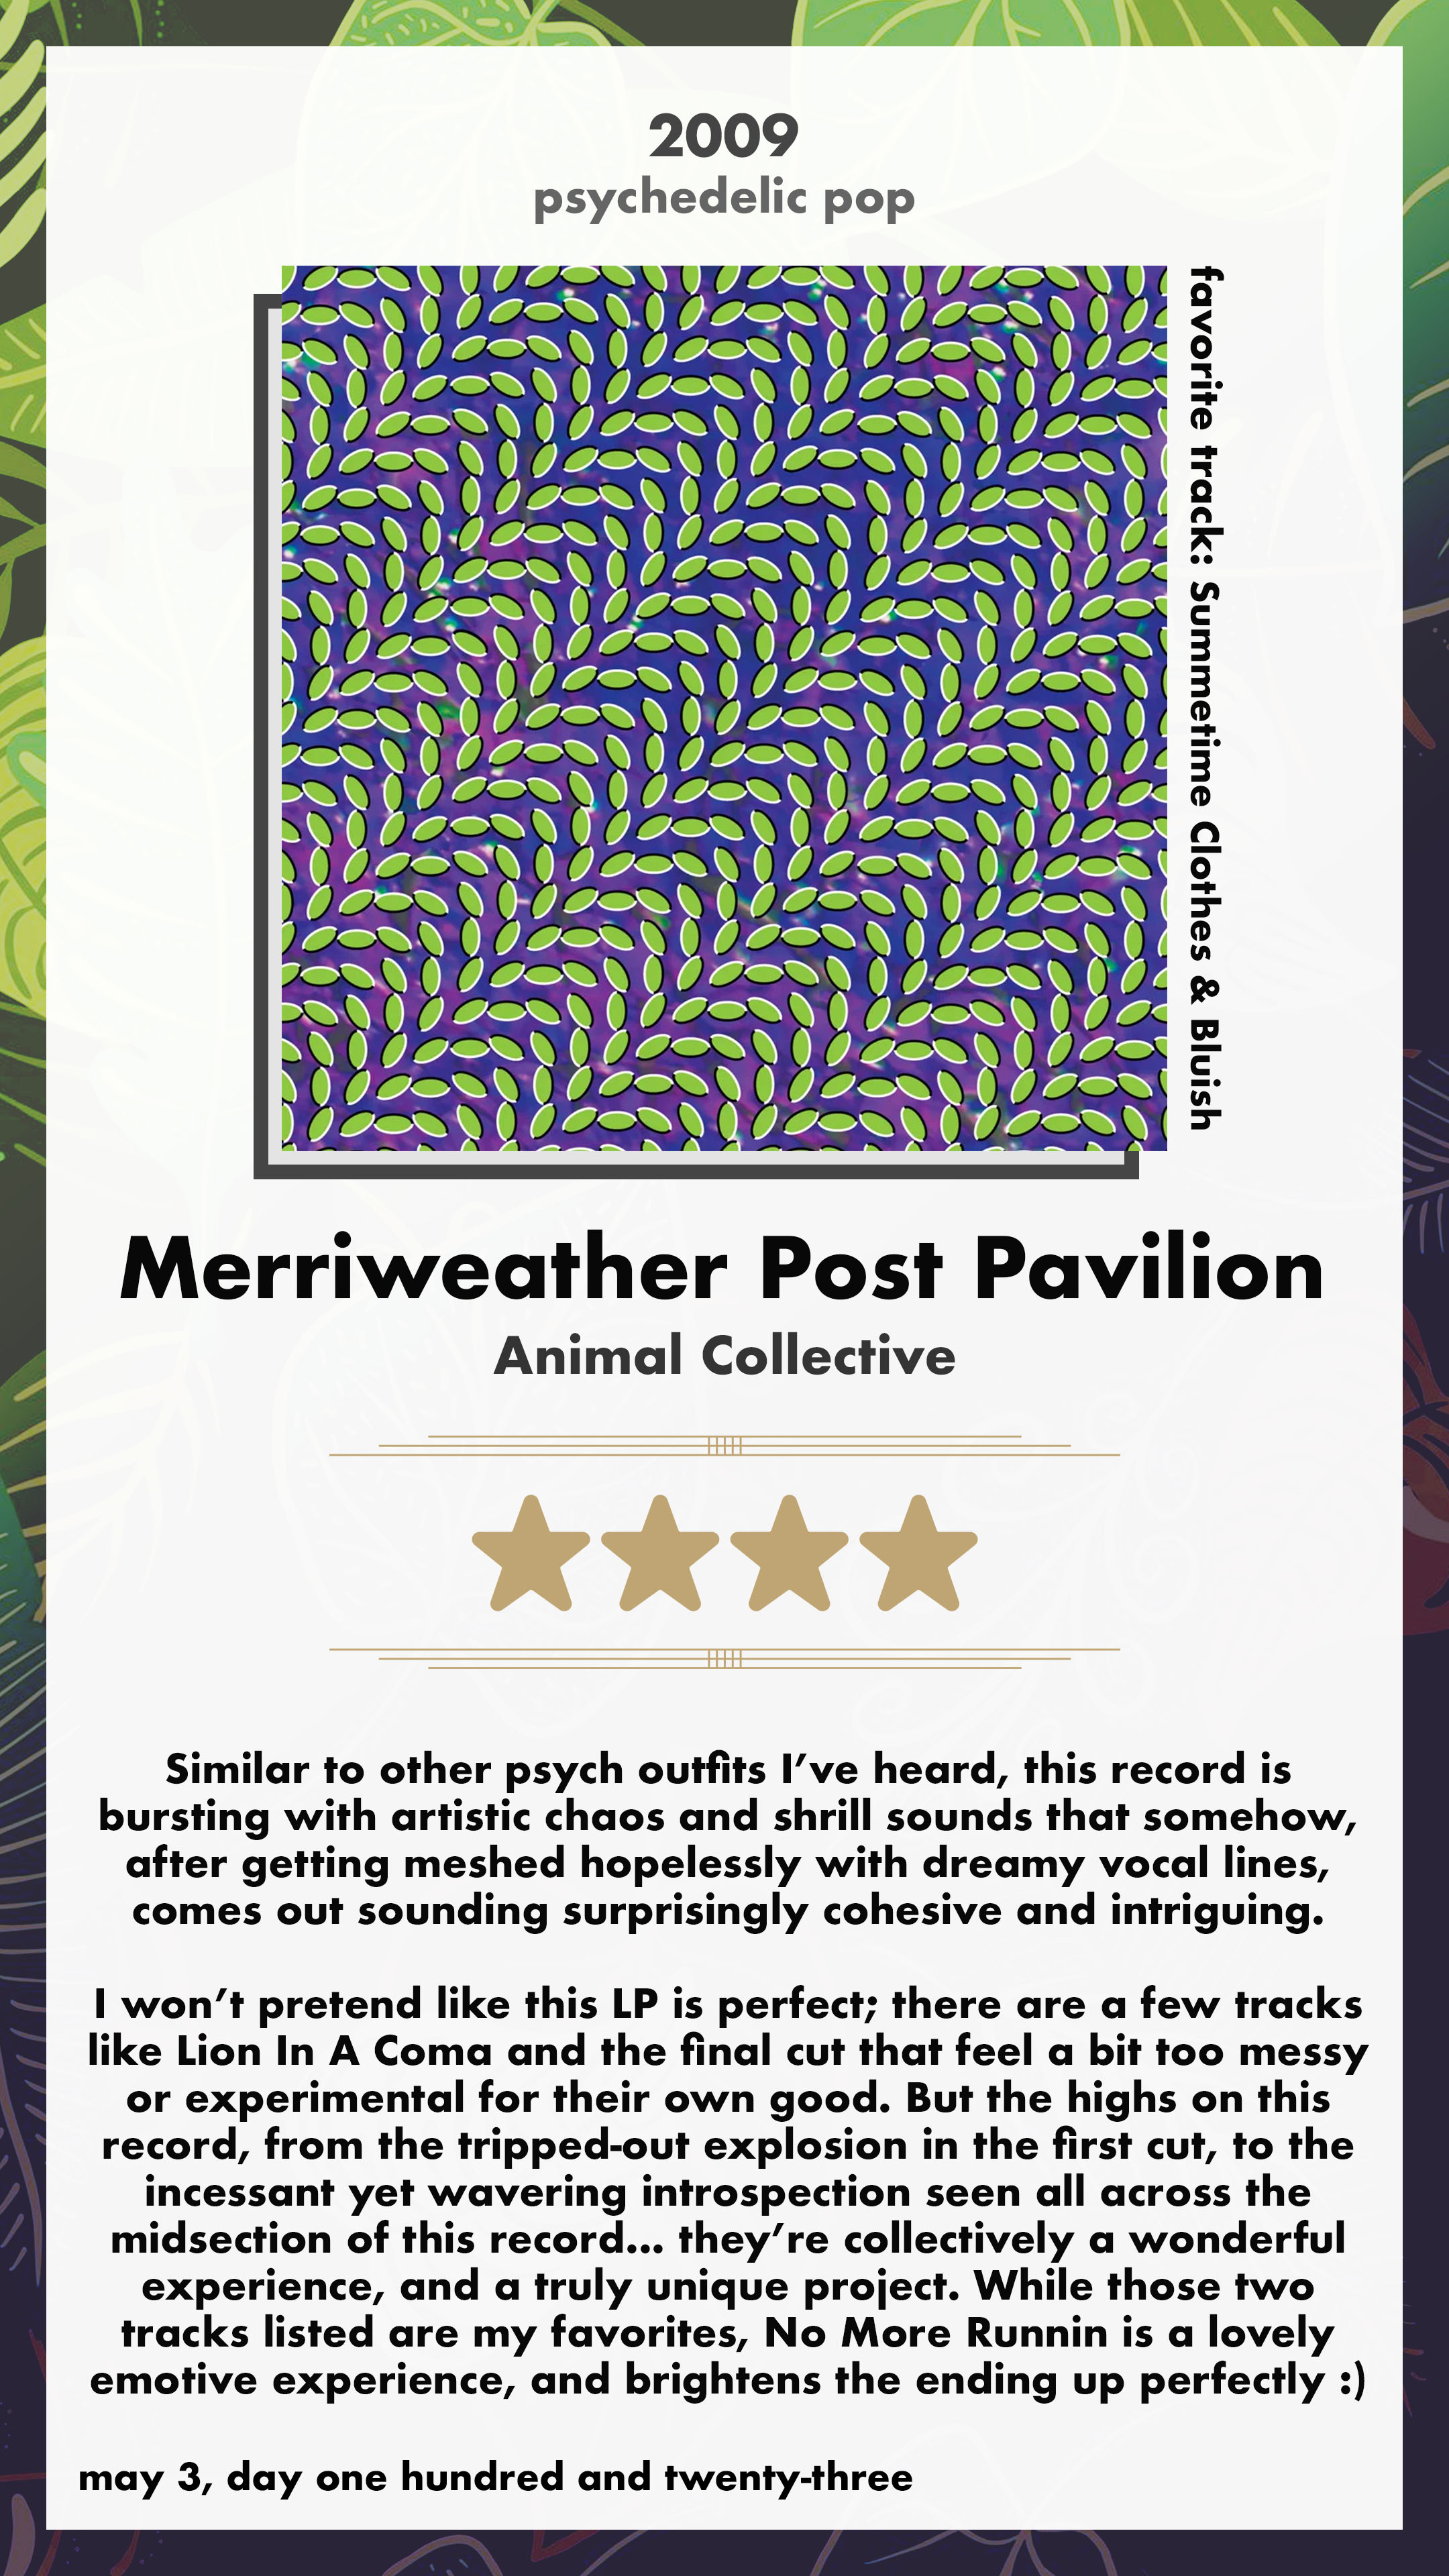 2009
psychedelic pop
favorite track: Summetime Clothes & Bluish
Merriweather Post Pavilion
Animal Collective
Similar to other psych outfits I’ve heard, this record is
bursting with artistic chaos and shrill sounds that somehow,
after getting meshed hopelessly with dreamy vocal lines,
comes out sounding surprisingly cohesive and intriguing.
I won’t pretend like this LP is perfect; there are a few tracks
like Lion In A Coma and the final cut that feel a bit too messy
or experimental for their own good. But the highs on this
record, from the tripped-out explosion in the first cut, to the
incessant yet wavering introspection seen all across the
midsection of this record... they’re collectively a wonderful
experience, and a truly unique project. While those two
tracks listed are my favorites, No More Runnin is a lovely
emotive experience, and brightens the ending up perfectly :)
may 3, day one hundred and twenty-three